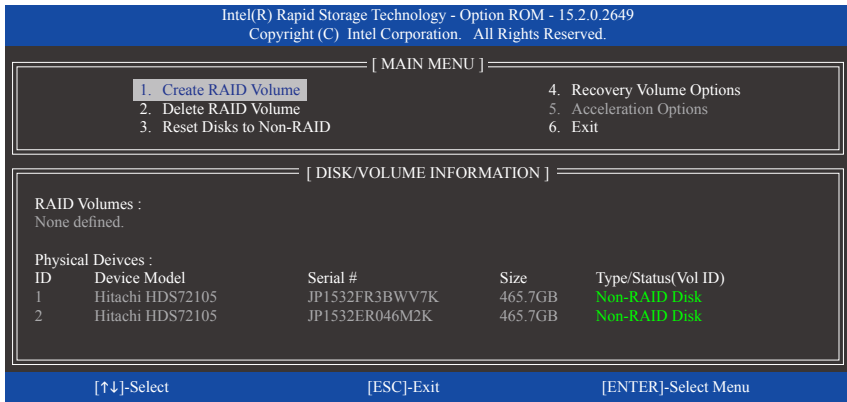 Intel(R) Rapid Storage Technology - Option ROM - 15.2.0.2649
Copyright (C) Intel Corporation. All Rights Reserved.
[ MAIN MENU ]
1. Create RAID Volume
2. Delete RAID Volume
3. Reset Disks to Non-RAID
4. Recovery Volume Options
5. Acceleration Options
6. Exit
[ DISK/VOLUME INFORMATION ]
RAID Volumes :
None defined.
Physical Deivces :
ID Device Model Serial # Size Type/Status(Vol ID)
1 Hitachi HDS72105 JP1532FR3BWV7K 465.7GB Non-RAID Disk
2 Hitachi HDS72105 JP1532ER046M2K 465.7GB Non-RAID Disk
[↑↓]-Select [ESC]-Exit [ENTER]-Select Menu